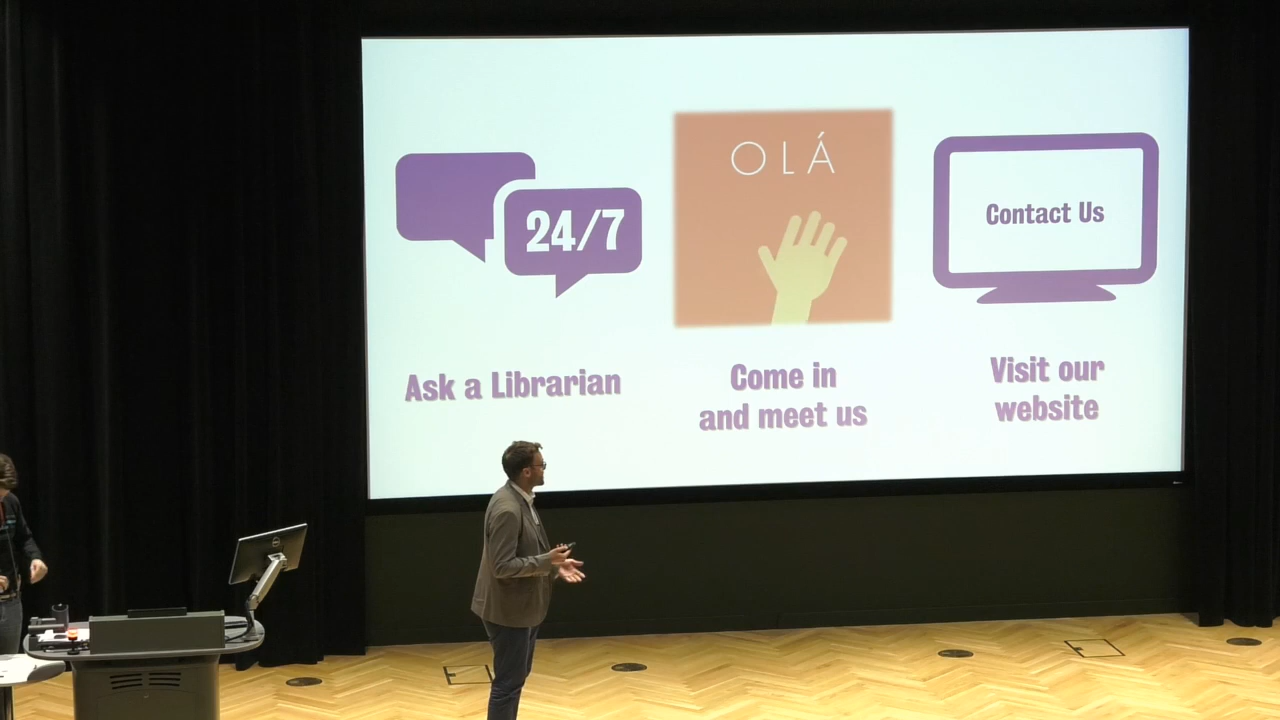 24/7
OLÁ
Contact Us
Ask a Librarian
Come in
and meet us
Visit our
website